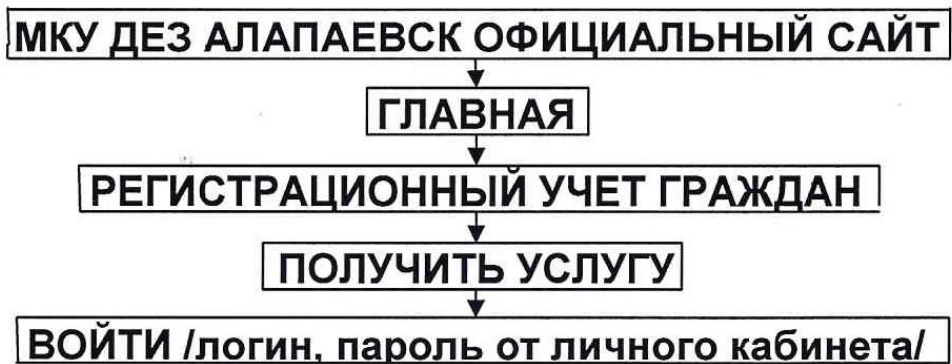 МКУ ДЕЗ АЛАПАЕВСК ОФИЦИАЛЬНЫЙ САЙТ
ГЛАВНАЯ
РЕГИСТРАЦИОННЫЙ УЧЕТ ГРАЖДАН
ПОЛУЧИТЬ УСЛУГУ
ВОЙТИ /логин, пароль от личного кабинета/